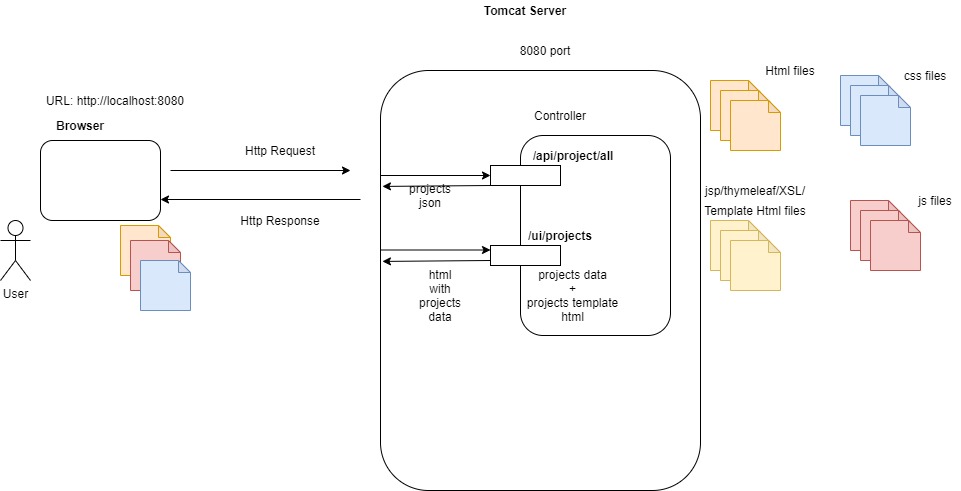 Tomcat Server
8080 port
URL: http://localhost:8080
Browser
Http Request
Http Response
User
Controller
/api/project/all
projects
json
/ui/projects
html
with
projects
data
projects data
+
projects template
html
Html files
css files
jsp/thymeleaf/XSL/
Template Html files
js files